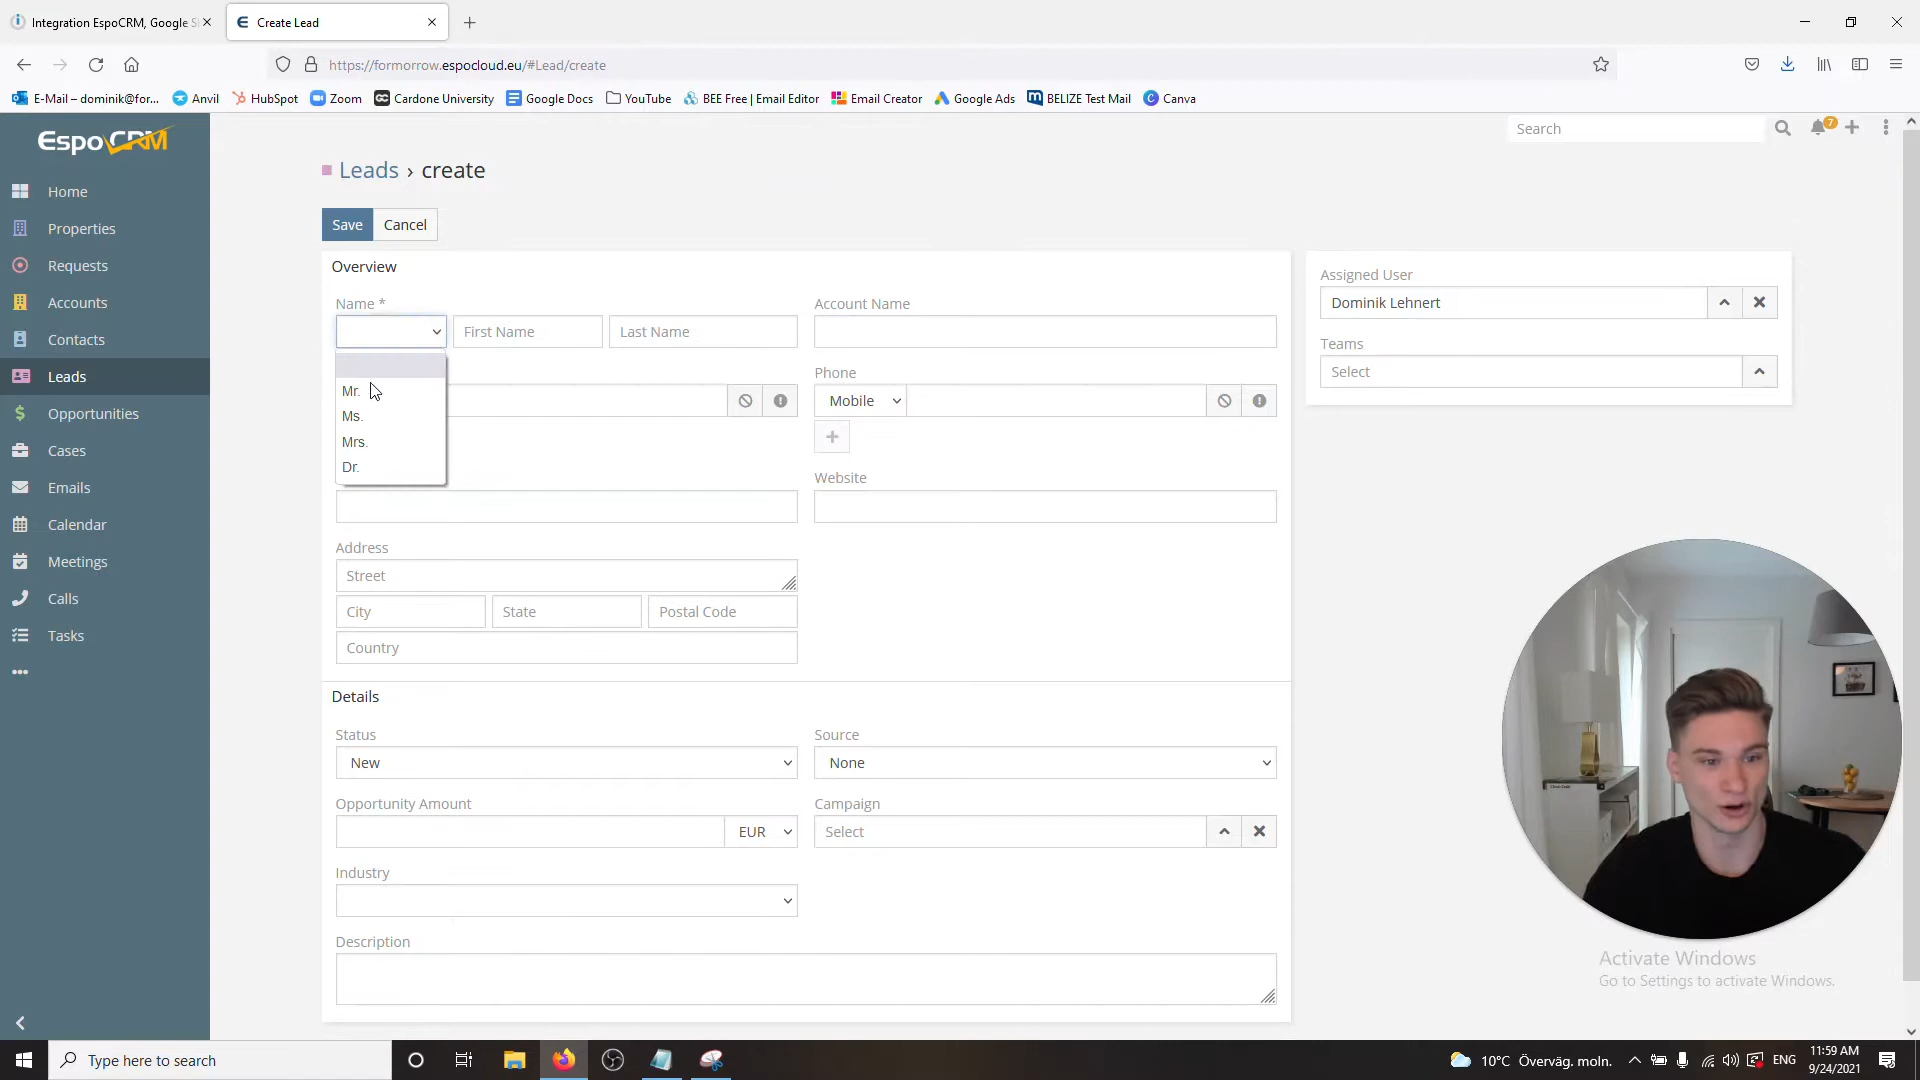 Integration EspoCRM, Google S
Create Lead
https://formorrow.espocloud.eu/#Lead/create
E-Mail – dominik@for...
Anvil
HubSpot
Zoom
Cardone University
Google Docs
YouTube
BEE Free | Email Editor
Email Creator
Google Ads
BELIZE Test Mail
Canva
EspoCRM
Search
7
Home
Properties
Requests
Accounts
Contacts
Leads
Opportunities
Cases
Emails
Calendar
Meetings
Calls
Tasks
Leads › create
Save
Cancel
Overview
Name *
First Name
Last Name
Mr.
Ms.
Mrs.
Dr.
Account Name
Phone
Mobile
Website
Address
Street
City
State
Postal Code
Country
Details
Status
New
Source
None
Opportunity Amount
EUR
Campaign
Select
Industry
Description
Assigned User
Dominik Lehnert
Teams
Select
Activate Windows
Go to Settings to activate Windows.
Type here to search
10°C Överväg. moln.
ENG
11:59 AM
9/24/2021